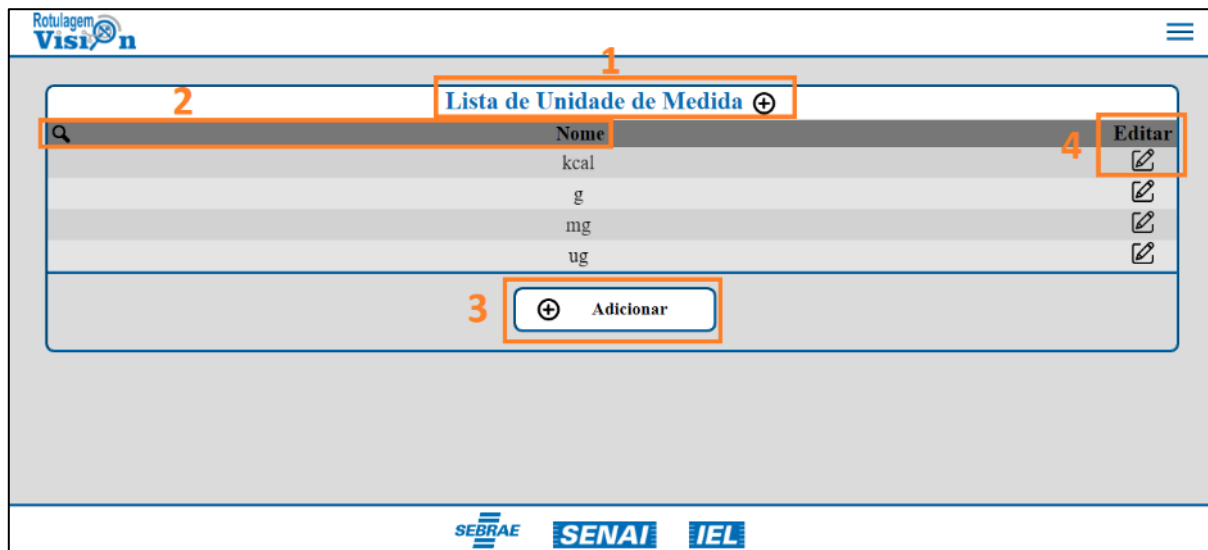 Rotulagem
Visi n
1
Lista de Unidade de Medida
2
Nome
Editar
4
kcal
g
mg
ug
3
Adicionar
SEBRAE SENAI IEL